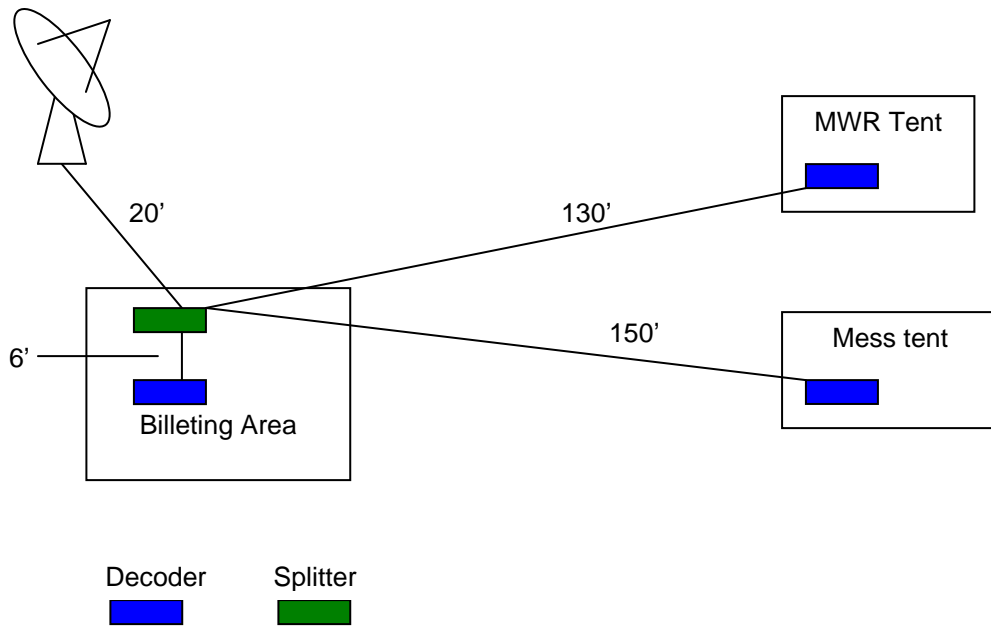 MWR Tent
20’
130’
150’
Mess tent
6’
Billeting Area
Decoder
Splitter